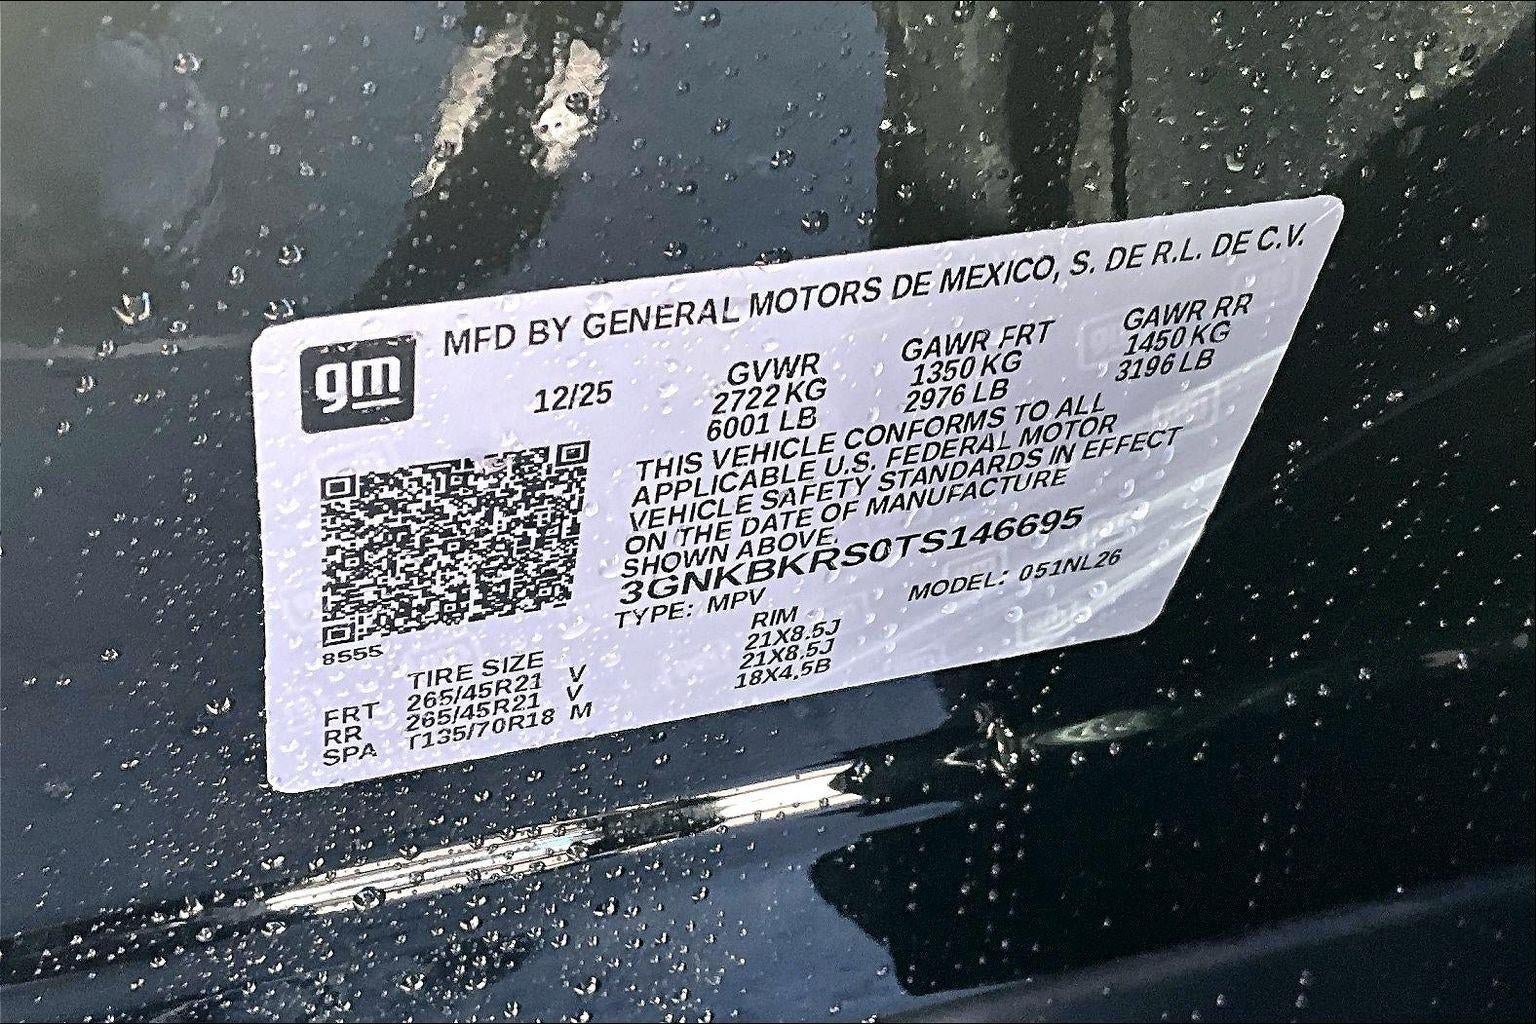 MFD BY GENERAL MOTORS DE MEXICO, S. DE R.L. DE C.V.
gm
12/25
GVWR
2722 KG
6001 LB
GAWR FRT
1350 KG
2976 LB
GAWR RR
1450 KG
3196 LB
THIS VEHICLE CONFORMS TO ALL
APPLICABLE U.S. FEDERAL MOTOR
VEHICLE SAFETY STANDARDS IN EFFECT
ON THE DATE OF MANUFACTURE
SHOWN ABOVE.
3GNKBKRS0TS146695
TYPE: MPV MODEL: 051NL26
8555
TIRE SIZE RIM
FRT 265/45R21 V 21X8.5J
RR 265/45R21 V 21X8.5J
SPA T135/70R18 M 18X4.5B